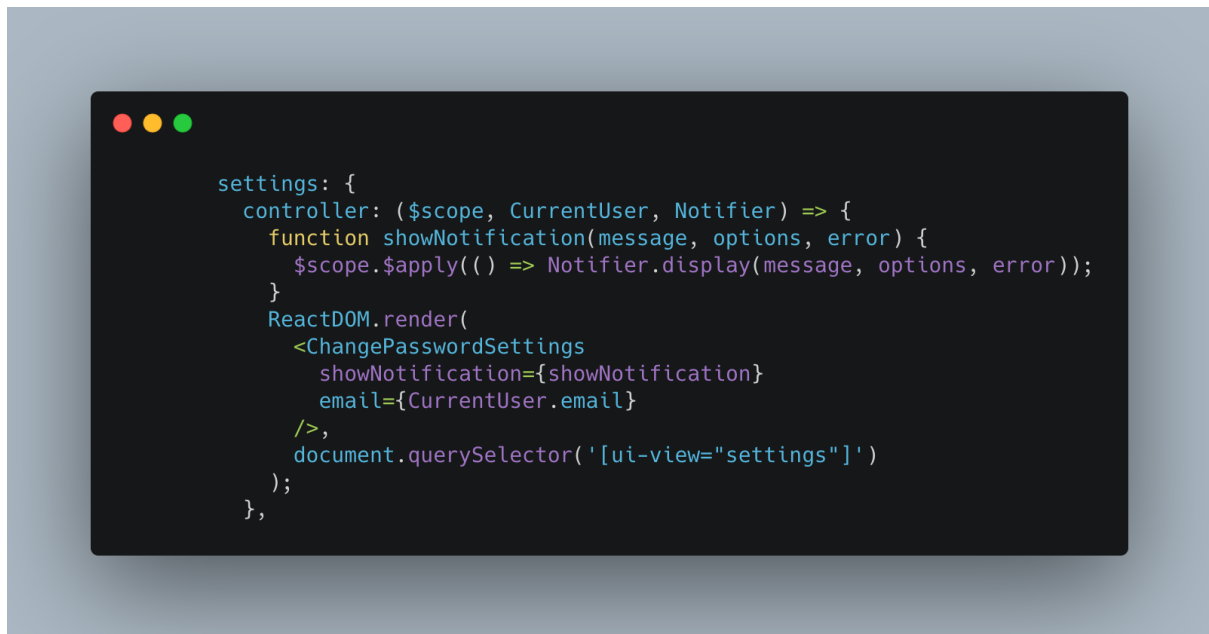 settings: {
  controller: ($scope, CurrentUser, Notifier) => {
    function showNotification(message, options, error) {
      $scope.$apply(() => Notifier.display(message, options, error));
    }
    ReactDOM.render(
      <ChangePasswordSettings
        showNotification={showNotification}
        email={CurrentUser.email}
      />,
      document.querySelector('[ui-view="settings"]')
    );
  },